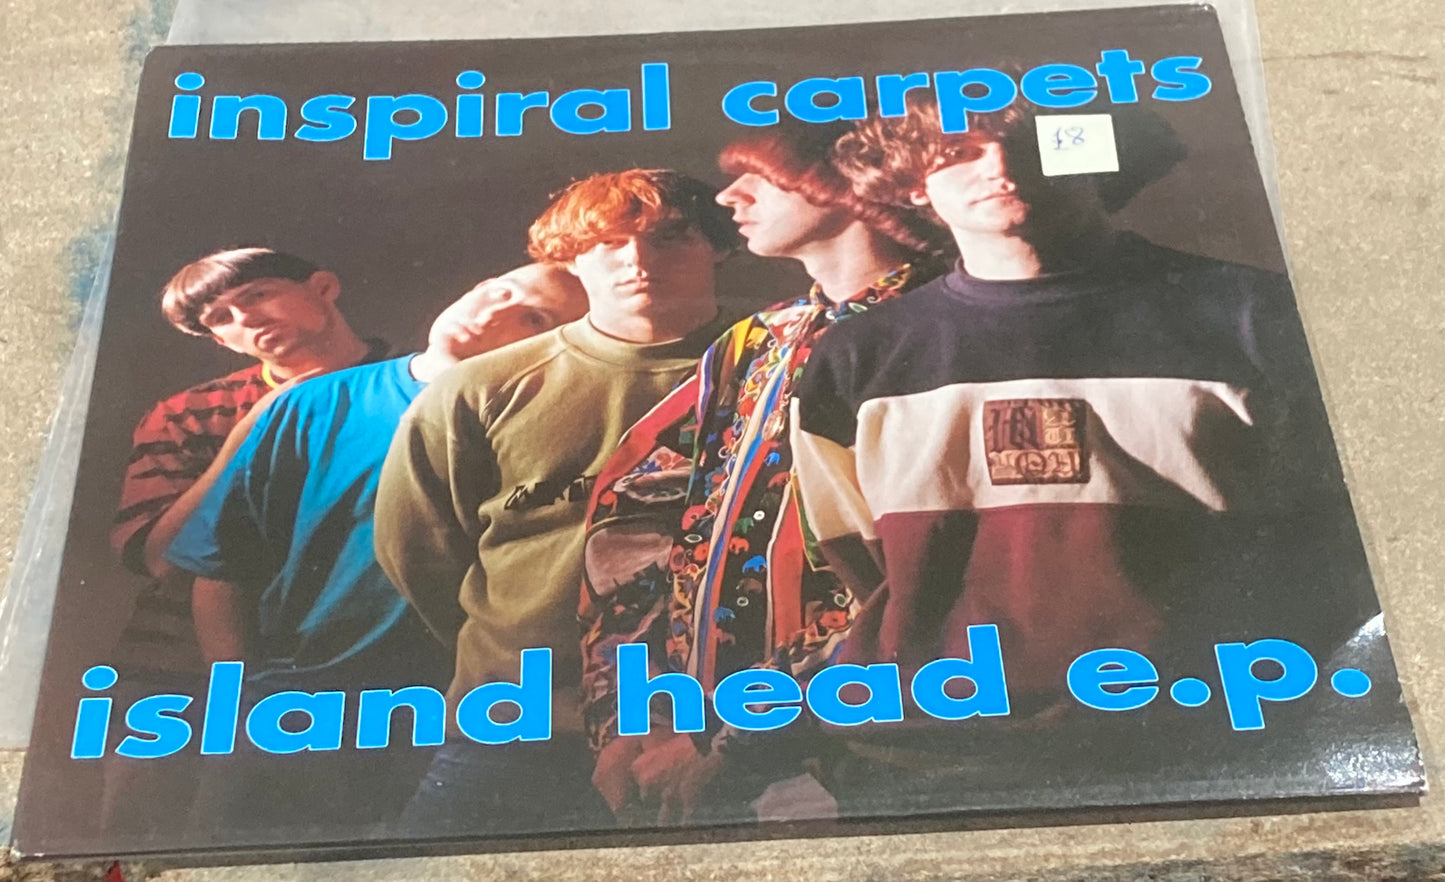 inspiral carpets
£8
island head e.p.